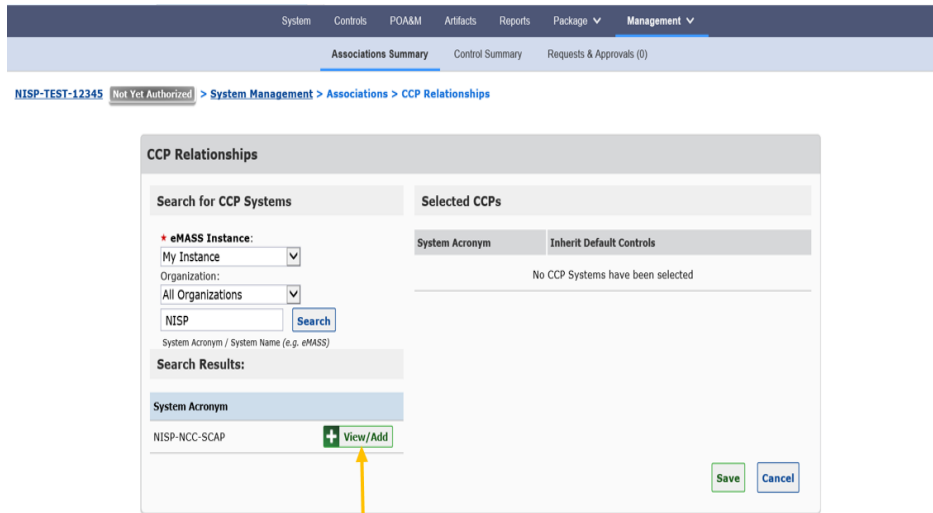 System Controls POA&M Artifacts Reports Package Management
Associations Summary Control Summary Requests & Approvals (0)
NISP-TEST-12345 Not Yet Authorized > System Management > Associations > CCP Relationships
CCP Relationships
Search for CCP Systems
★ eMASS Instance:
My Instance
Organization:
All Organizations
NISP Search
System Acronym / System Name (e.g. eMASS)
Search Results:
System Acronym
NISP-NCC-SCAP View/Add
Selected CCPs
System Acronym Inherit Default Controls
No CCP Systems have been selected
Save Cancel